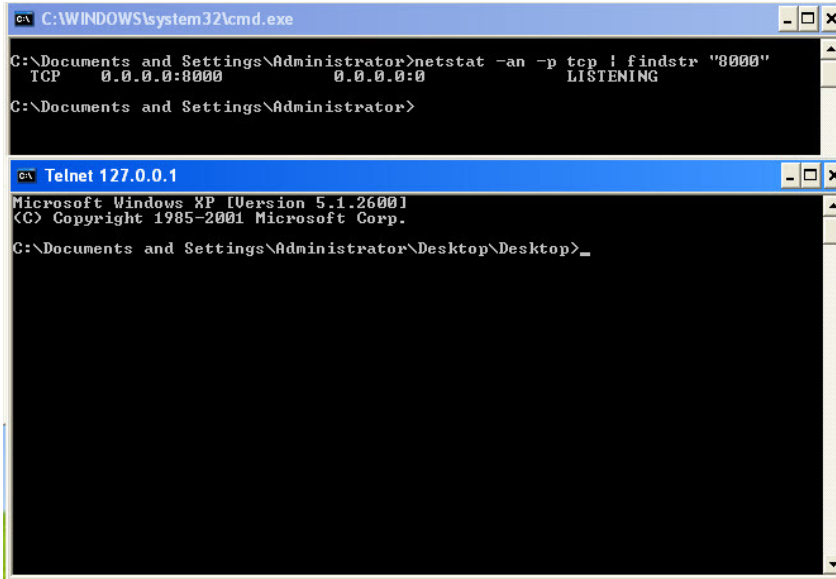 C:\WINDOWS\system32\cmd.exe
C:\Documents and Settings\Administrator>netstat -an -p tcp ¦ findstr "8000"
TCP 0.0.0.0:8000 0.0.0.0:0 LISTENING
C:\Documents and Settings\Administrator>
Telnet 127.0.0.1
Microsoft Windows XP [Version 5.1.2600]
(C) Copyright 1985-2001 Microsoft Corp.
C:\Documents and Settings\Administrator\Desktop\Desktop>_